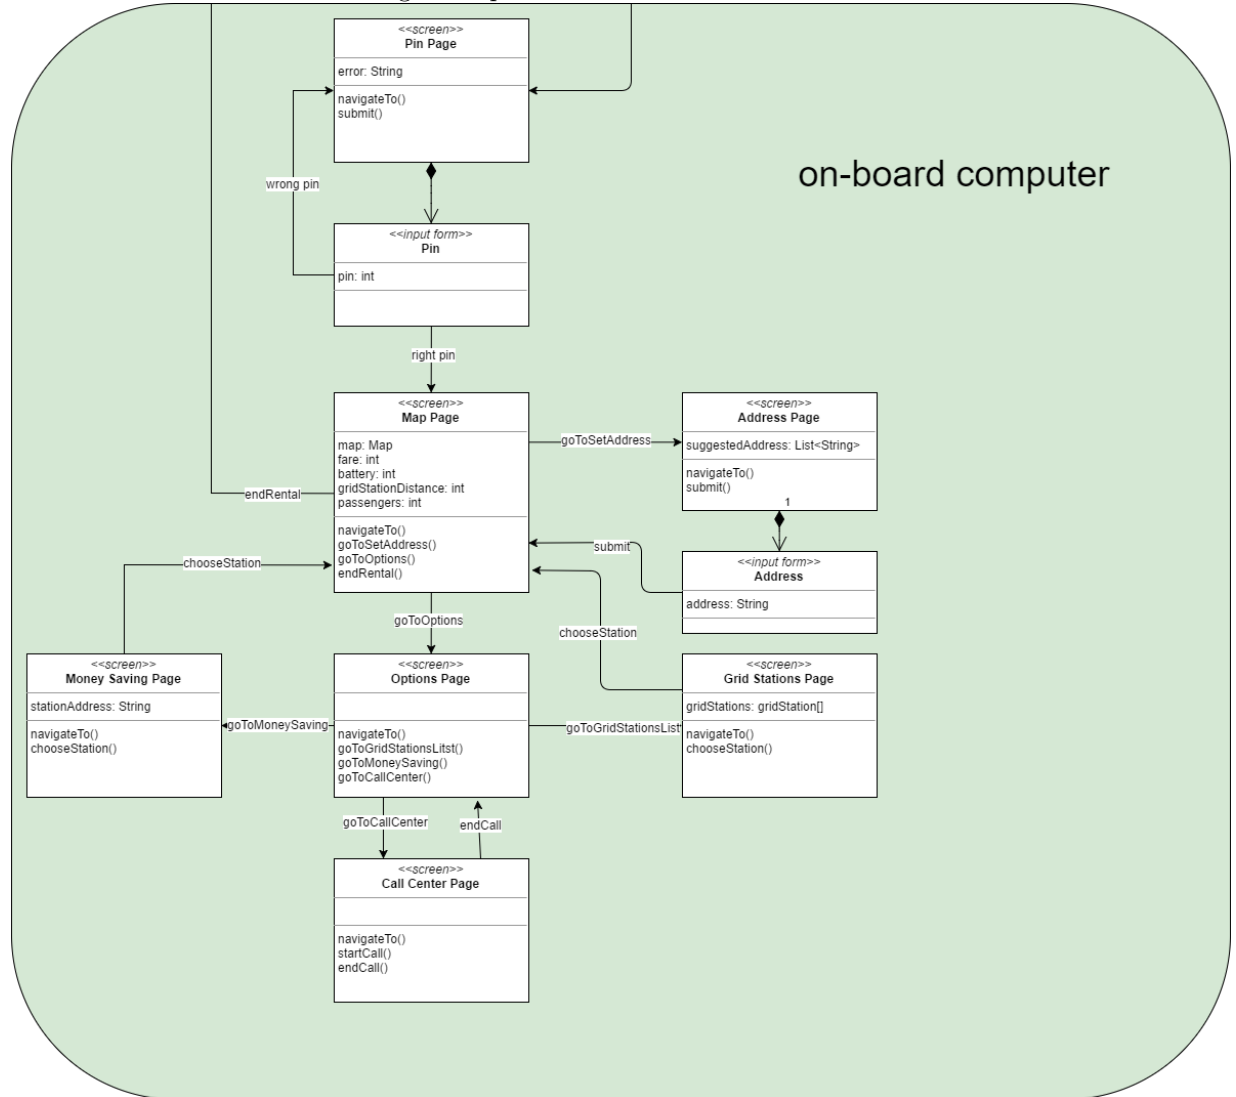 <<screen>>
Pin Page
error: String
navigateTo()
submit()
on-board computer
wrong pin
<<input form>>
Pin
pin: int
right pin
<<screen>>
Map Page
map: Map
fare: int
battery: int
gridStationDistance: int
passengers: int
navigateTo()
goToSetAddress()
goToOptions()
endRental()
goToSetAddress
<<screen>>
Address Page
suggestedAddress: List<String>
navigateTo()
submit()
1
endRental
submit
<<input form>>
Address
address: String
chooseStation
goToOptions
chooseStation
<<screen>>
Money Saving Page
stationAddress: String
navigateTo()
chooseStation()
goToMoneySaving
<<screen>>
Options Page
navigateTo()
goToGridStationsLitst()
goToMoneySaving()
goToCallCenter()
goToGridStationsList
<<screen>>
Grid Stations Page
gridStations: gridStation[]
navigateTo()
chooseStation()
goToCallCenter
endCall
<<screen>>
Call Center Page
navigateTo()
startCall()
endCall()